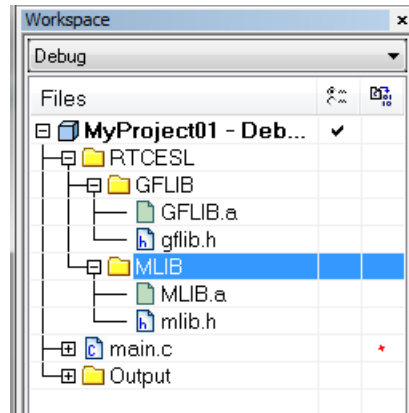 Workspace
Debug
Files
MyProject01 - Deb...
RTCESL
GFLIB
GFLIB.a
gflib.h
MLIB
MLIB.a
mlib.h
main.c
Output